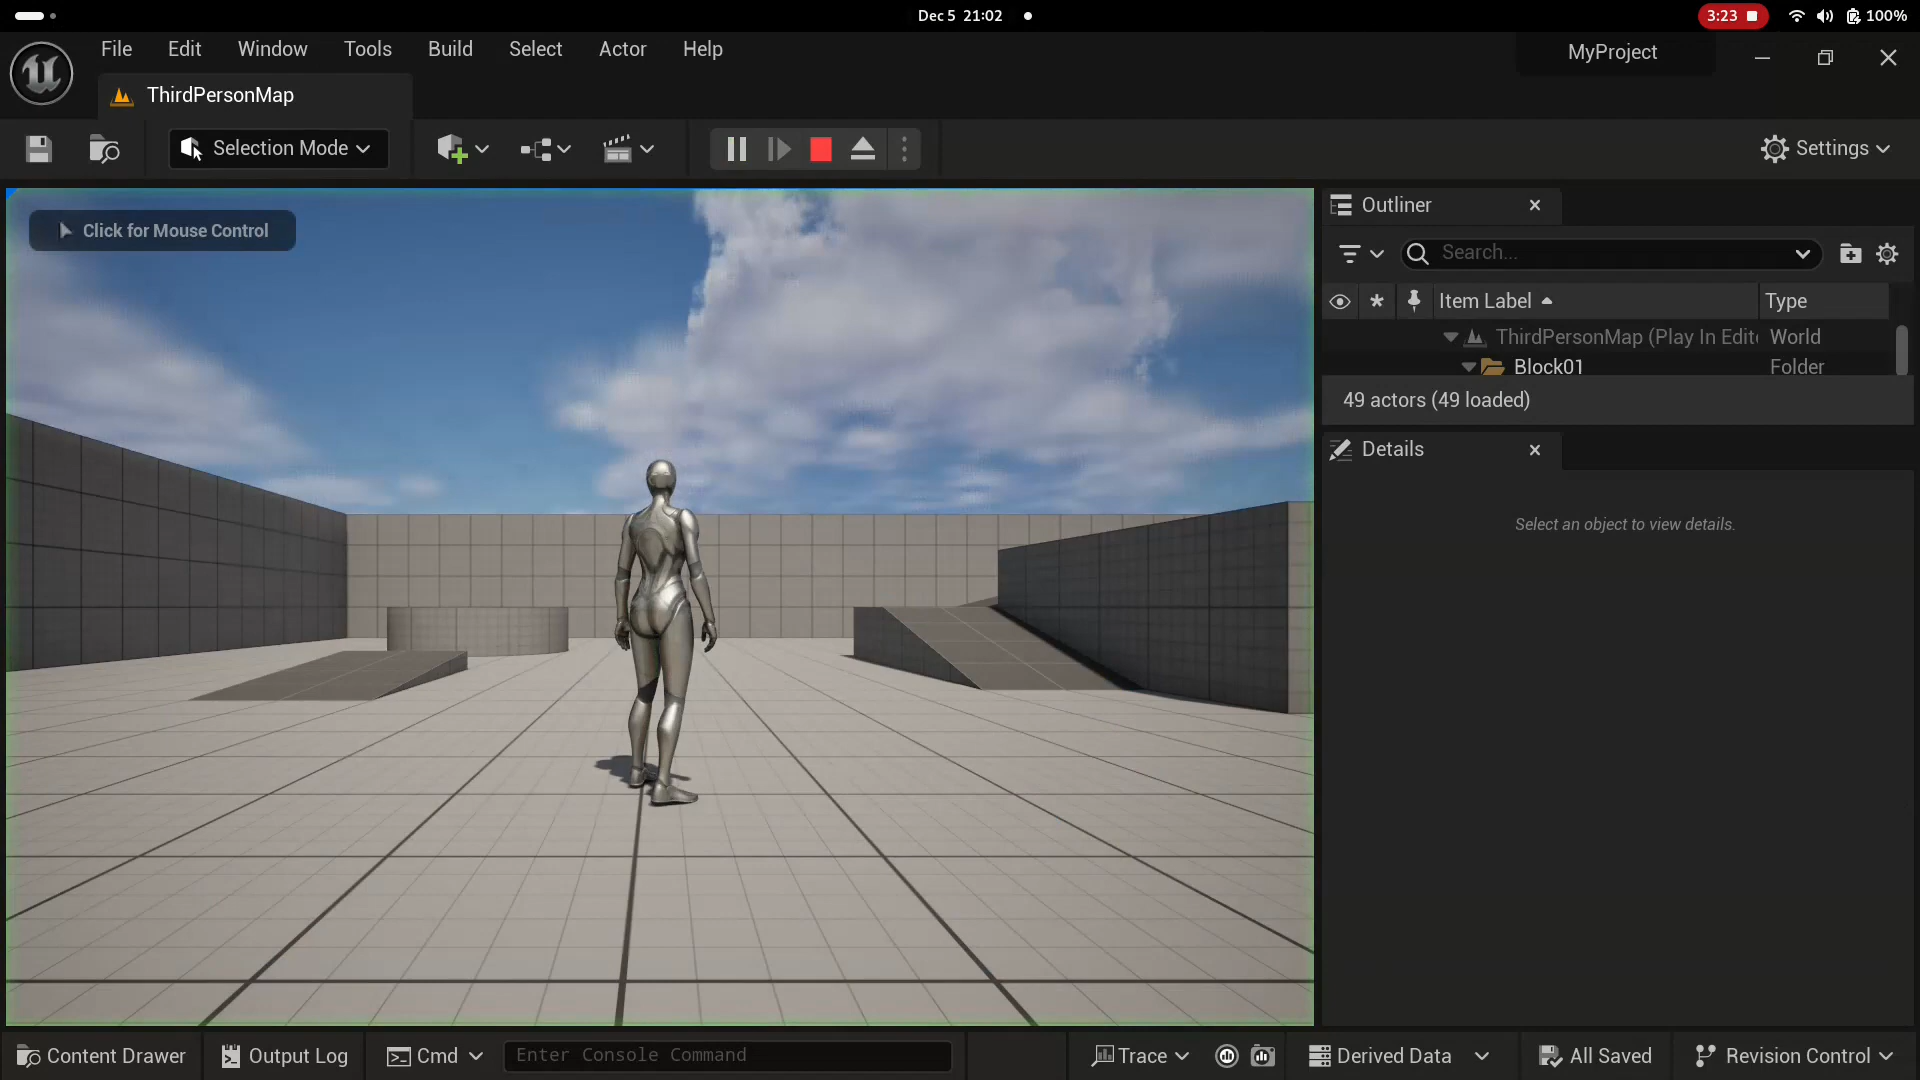 Dec 5 21:02
3:23
100%
File Edit Window Tools Build Select Actor Help
MyProject
ThirdPersonMap
Selection Mode
Settings
Click for Mouse Control
Outliner
Search...
Item Label Type
ThirdPersonMap (Play In Edito World
Block01 Folder
49 actors (49 loaded)
Details
Select an object to view details.
Content Drawer Output Log Cmd Enter Console Command Trace Derived Data All Saved Revision Control